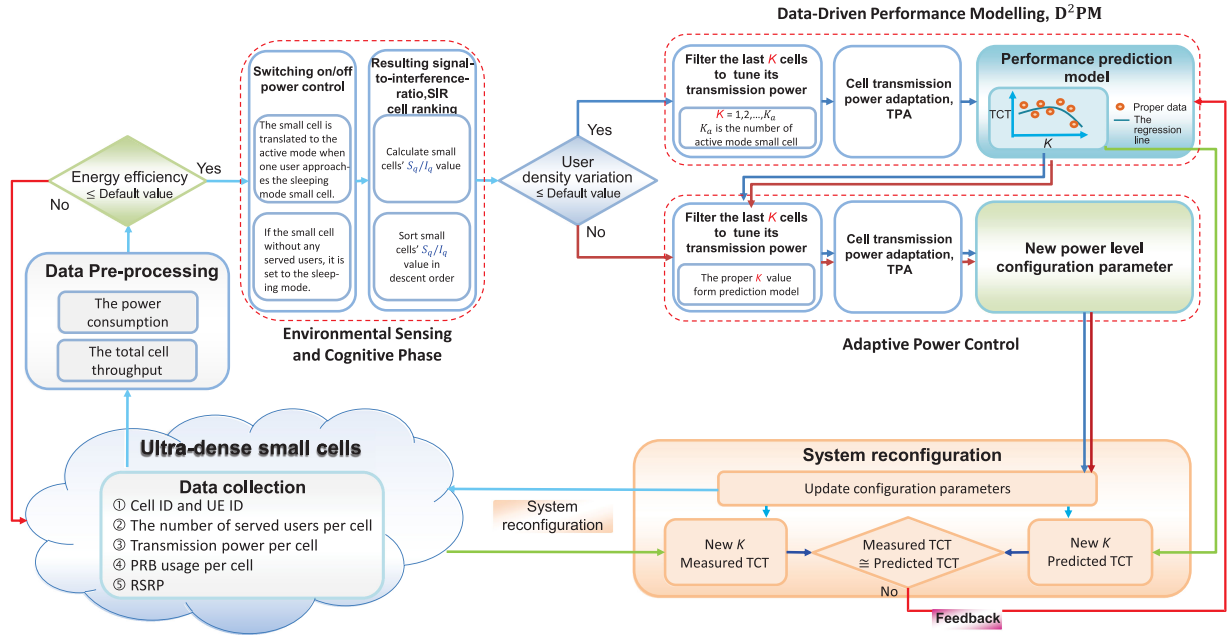 Data-Driven Performance Modelling, D²PM
Switching on/off
power control
The small cell is
translated to the
active mode when
one user approach-
es the sleeping
mode small cell.
If the small cell
without any
served users, it is
set to the sleep-
ing mode.
Resulting signal-
to-interference-
ratio,SIR
cell ranking
Calculate small
cells' S_q/I_q value
Sort small
cells' S_q/I_q
value in
descent order
Environmental Sensing
and Cognitive Phase
Energy efficiency
≤ Default value
Yes
No
Data Pre-processing
The power
consumption
The total cell
throughput
User
density variation
≤ Default value
Yes
No
Filter the last K cells
to tune its
transmission power
K = 1,2,...,K_a
K_a is the number of
active mode small cell
Cell transmission
power adaptation,
TPA
Performance prediction
model
TCT
K
Proper data
The
regression
line
Filter the last K cells
to tune its
transmission power
The proper K value
form prediction model
Cell transmission
power adaptation,
TPA
New power level
configuration parameter
Adaptive Power Control
Ultra-dense small cells
Data collection
① Cell ID and UE ID
② The number of served users per cell
③ Transmission power per cell
④ PRB usage per cell
⑤ RSRP
System
reconfiguration
System reconfiguration
Update configuration parameters
New K
Measured TCT
Measured TCT
≅ Predicted TCT
New K
Predicted TCT
No
Feedback